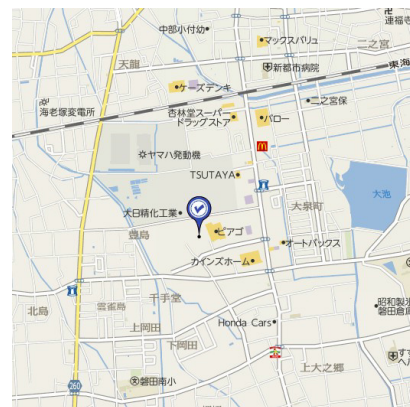 中部小付幼
マックスバリュ
二之宮
連福寺
天龍
新都市病院
東海
ケーズデンキ
二之宮保
海老塚変電所
杏林堂スーパー
ドラッグストア
バロー
ヤマハ発動機
TSUTAYA
大池
大泉町
大日精化工業
豊島
ピアゴ
オートバックス
カインズホーム
千手堂
雲雀島
北島
上岡田
下岡田
Honda Cars
昭和製氷
磐田倉庫
上大之郷
260
磐田南小